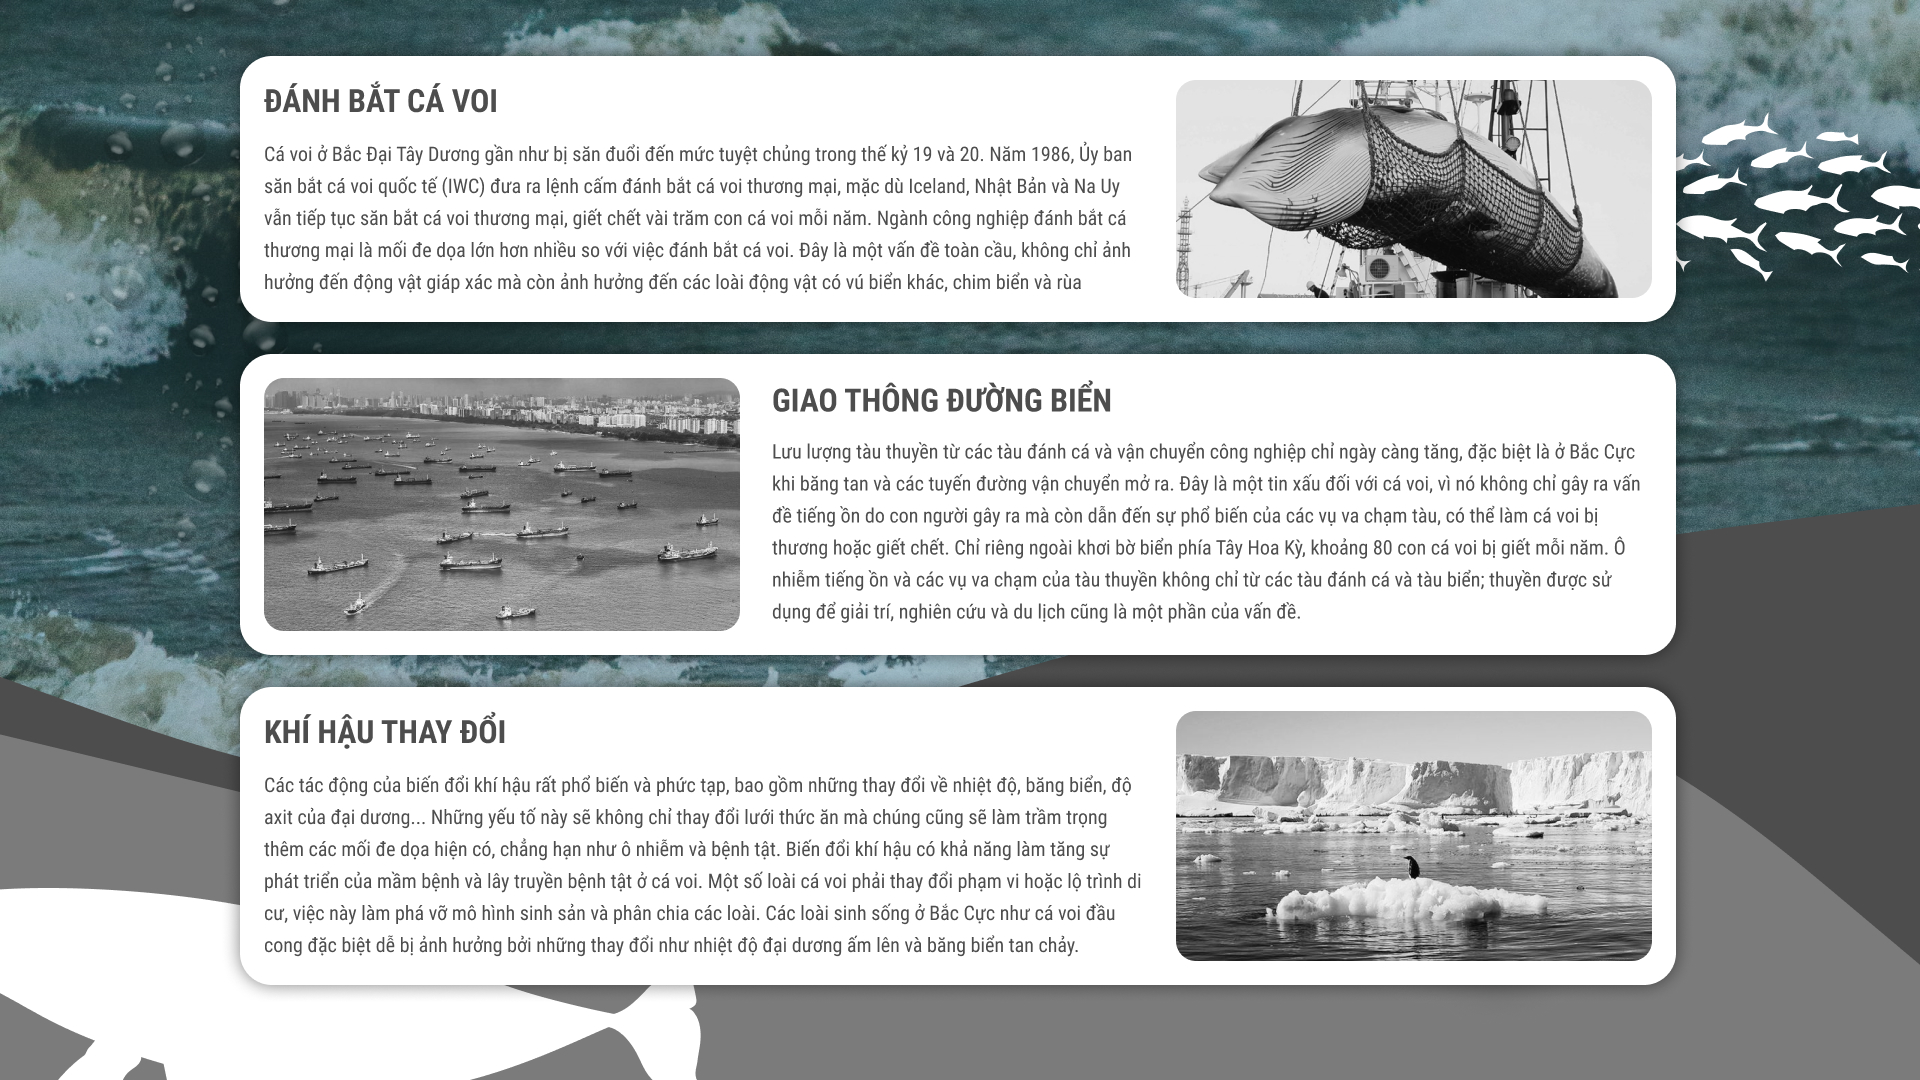 ĐÁNH BẮT CÁ VOI
Cá voi ở Bắc Đại Tây Dương gần như bị săn đuổi đến mức tuyệt chủng trong thế kỷ 19 và 20. Năm 1986, Ủy ban
săn bắt cá voi quốc tế (IWC) đưa ra lệnh cấm đánh bắt cá voi thương mại, mặc dù Iceland, Nhật Bản và Na Uy
vẫn tiếp tục săn bắt cá voi thương mại, giết chết vài trăm con cá voi mỗi năm. Ngành công nghiệp đánh bắt cá
thương mại là mối đe dọa lớn hơn nhiều so với việc đánh bắt cá voi. Đây là một vấn đề toàn cầu, không chỉ ảnh
hưởng đến động vật giáp xác mà còn ảnh hưởng đến các loài động vật có vú biển khác, chim biển và rùa
GIAO THÔNG ĐƯỜNG BIỂN
Lưu lượng tàu thuyền từ các tàu đánh cá và vận chuyển công nghiệp chỉ ngày càng tăng, đặc biệt là ở Bắc Cực
khi băng tan và các tuyến đường vận chuyển mở ra. Đây là một tin xấu đối với cá voi, vì nó không chỉ gây ra vấn
đề tiếng ồn do con người gây ra mà còn dẫn đến sự phổ biến của các vụ va chạm tàu, có thể làm cá voi bị
thương hoặc giết chết. Chỉ riêng ngoài khơi bờ biển phía Tây Hoa Kỳ, khoảng 80 con cá voi bị giết mỗi năm. Ô
nhiễm tiếng ồn và các vụ va chạm của tàu thuyền không chỉ từ các tàu đánh cá và tàu biển; thuyền được sử
dụng để giải trí, nghiên cứu và du lịch cũng là một phần của vấn đề.
KHÍ HẬU THAY ĐỔI
Các tác động của biến đổi khí hậu rất phổ biến và phức tạp, bao gồm những thay đổi về nhiệt độ, băng biển, độ
axit của đại dương... Những yếu tố này sẽ không chỉ thay đổi lưới thức ăn mà chúng cũng sẽ làm trầm trọng
thêm các mối đe dọa hiện có, chẳng hạn như ô nhiễm và bệnh tật. Biến đổi khí hậu có khả năng làm tăng sự
phát triển của mầm bệnh và lây truyền bệnh tật ở cá voi. Một số loài cá voi phải thay đổi phạm vi hoặc lộ trình di
cư, việc này làm phá vỡ mô hình sinh sản và phân chia các loài. Các loài sinh sống ở Bắc Cực như cá voi đầu
cong đặc biệt dễ bị ảnh hưởng bởi những thay đổi như nhiệt độ đại dương ấm lên và băng biển tan chảy.